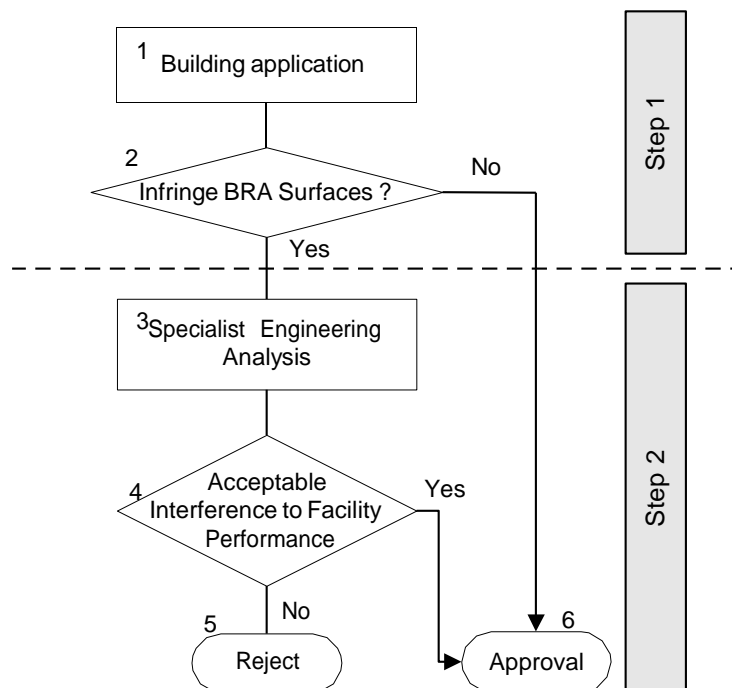 1
Building application
Step 1
2
No
Infringe BRA Surfaces ?
Yes
3
Specialist Engineering
Analysis
Step 2
4
Acceptable
Interference to Facility
Performance
Yes
No
5
Reject
6
Approval